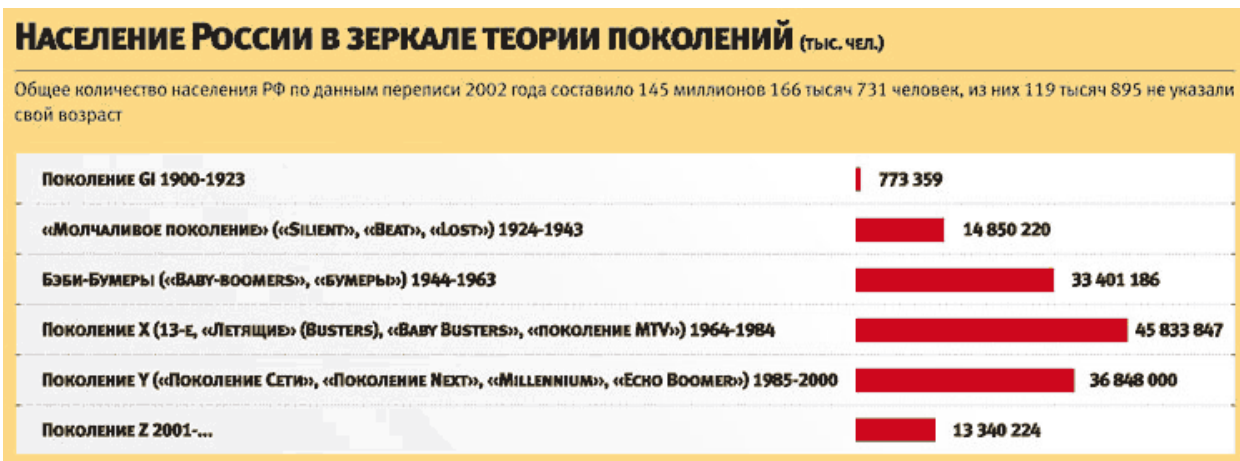 Население России в зеркале теории поколений (тыс. чел.)
Общее количество населения РФ по данным переписи 2002 года составило 145 миллионов 166 тысяч 731 человек, из них 119 тысяч 895 не указали
свой возраст
Поколение GI 1900-1923 773 359
«Молчаливое поколение» («Silient», «Beat», «Lost») 1924-1943 14 850 220
Бэби-Бумеры («Baby-boomers», «бумеры») 1944-1963 33 401 186
Поколение X (13-е, «Летящие» (Busters), «Baby Busters», «поколение MTV») 1964-1984 45 833 847
Поколение Y («Поколение Сети», «Поколение Next», «Millennium», «Echo Boomer») 1985-2000 36 848 000
Поколение Z 2001-... 13 340 224